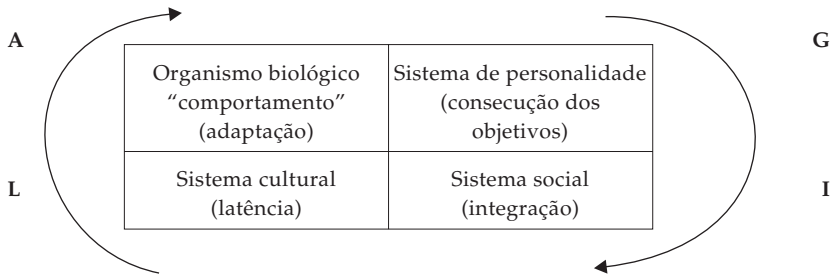 A
G
Organismo biológico
“comportamento”
(adaptação)
Sistema de personalidade
(consecução dos
objetivos)
L
I
Sistema cultural
(latência)
Sistema social
(integração)